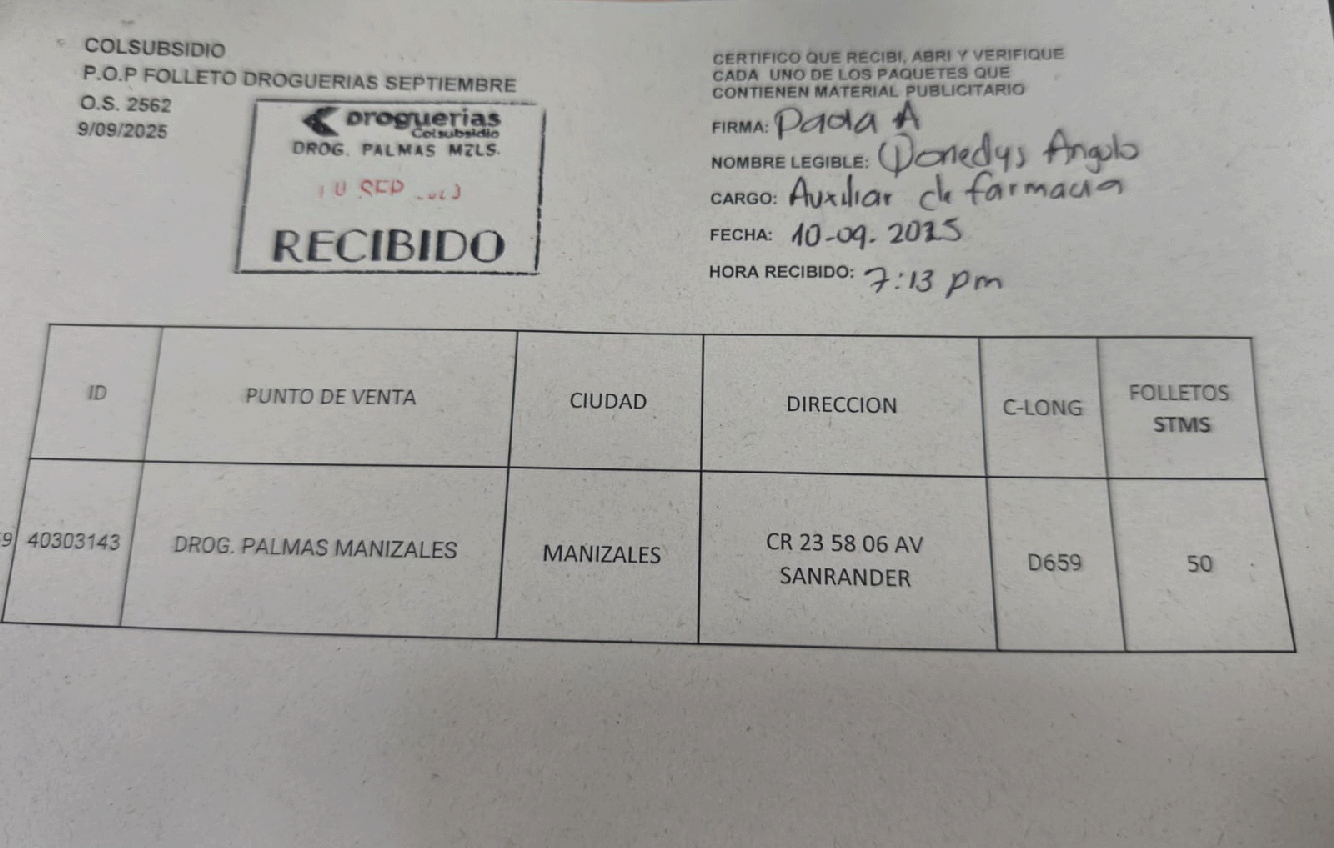 COLSUBSIDIO
P.O.P FOLLETO DROGUERIAS SEPTIEMBRE
O.S. 2562
9/09/2025
Droguerias
Colsubsidio
DROG. PALMAS MZLS.
SEP
RECIBIDO
CERTIFICO QUE RECIBI, ABRI Y VERIFIQUE
CADA UNO DE LOS PAQUETES QUE
CONTIENEN MATERIAL PUBLICITARIO
FIRMA: Paola A
NOMBRE LEGIBLE: Angulo
CARGO: Auxiliar de farmacia
FECHA: 10-09-2025
HORA RECIBIDO: 7:13 pm
ID PUNTO DE VENTA CIUDAD DIRECCION C-LONG FOLLETOS STMS
9 40303143 DROG. PALMAS MANIZALES MANIZALES CR 23 58 06 AV SANRANDER D659 50